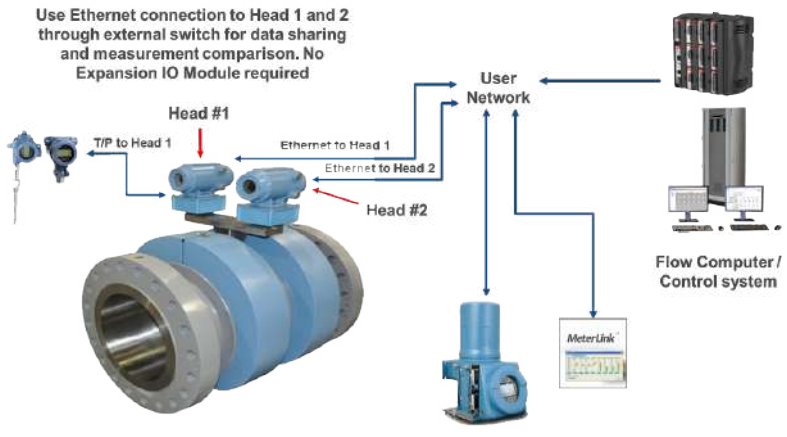 Use Ethernet connection to Head 1 and 2
through external switch for data sharing
and measurement comparison. No
Expansion IO Module required
User
Network
Head #1
T/P to Head 1
Ethernet to Head 1
Ethernet to Head 2
Head #2
Flow Computer /
Control system
MeterLink